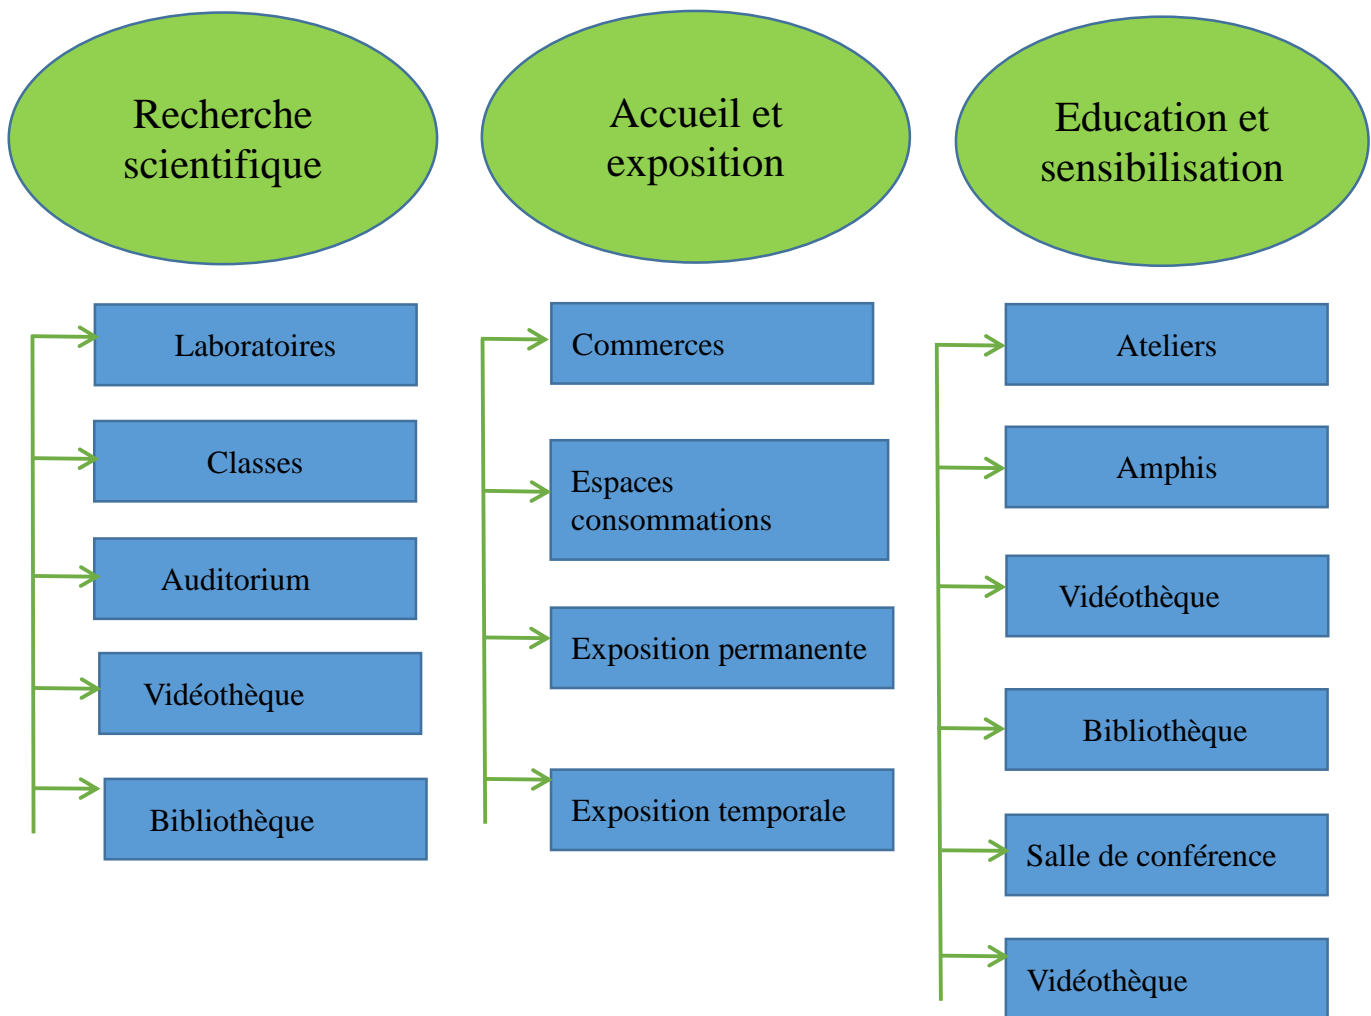 Recherche
scientifique
Laboratoires
Classes
Auditorium
Vidéothèque
Bibliothèque
Accueil et
exposition
Commerces
Espaces
consommations
Exposition permanente
Exposition temporale
Education et
sensibilisation
Ateliers
Amphis
Vidéothèque
Bibliothèque
Salle de conférence
Vidéothèque